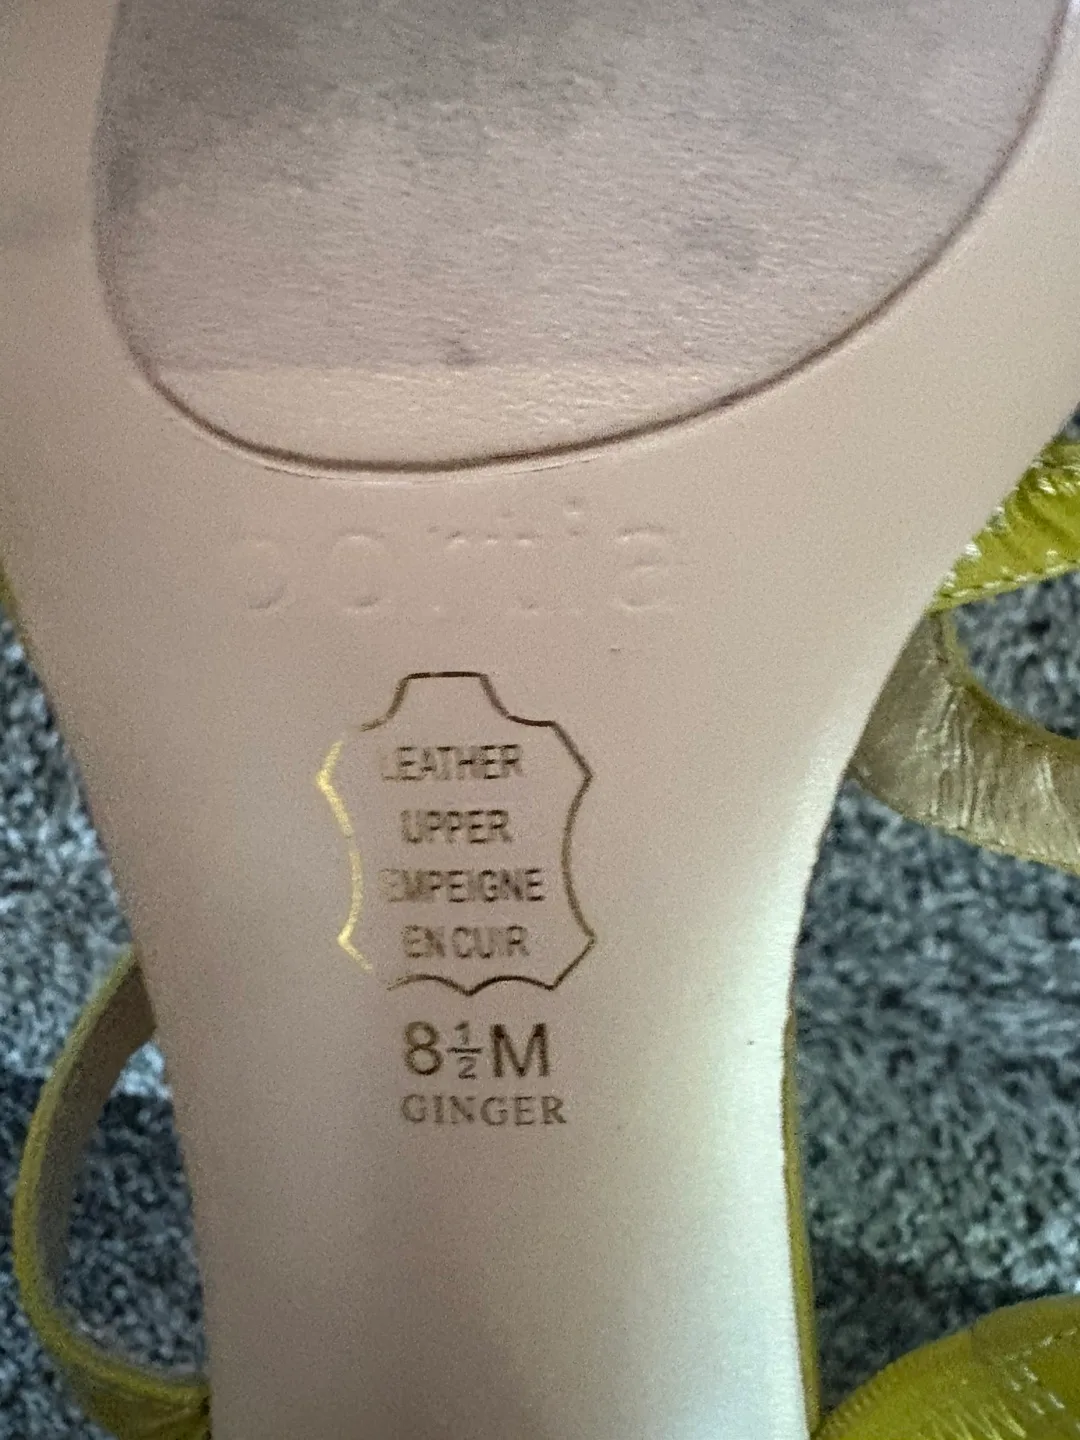 LEATHER
UPPER
EMPEIGNE
EN CUIR
8½M
GINGER